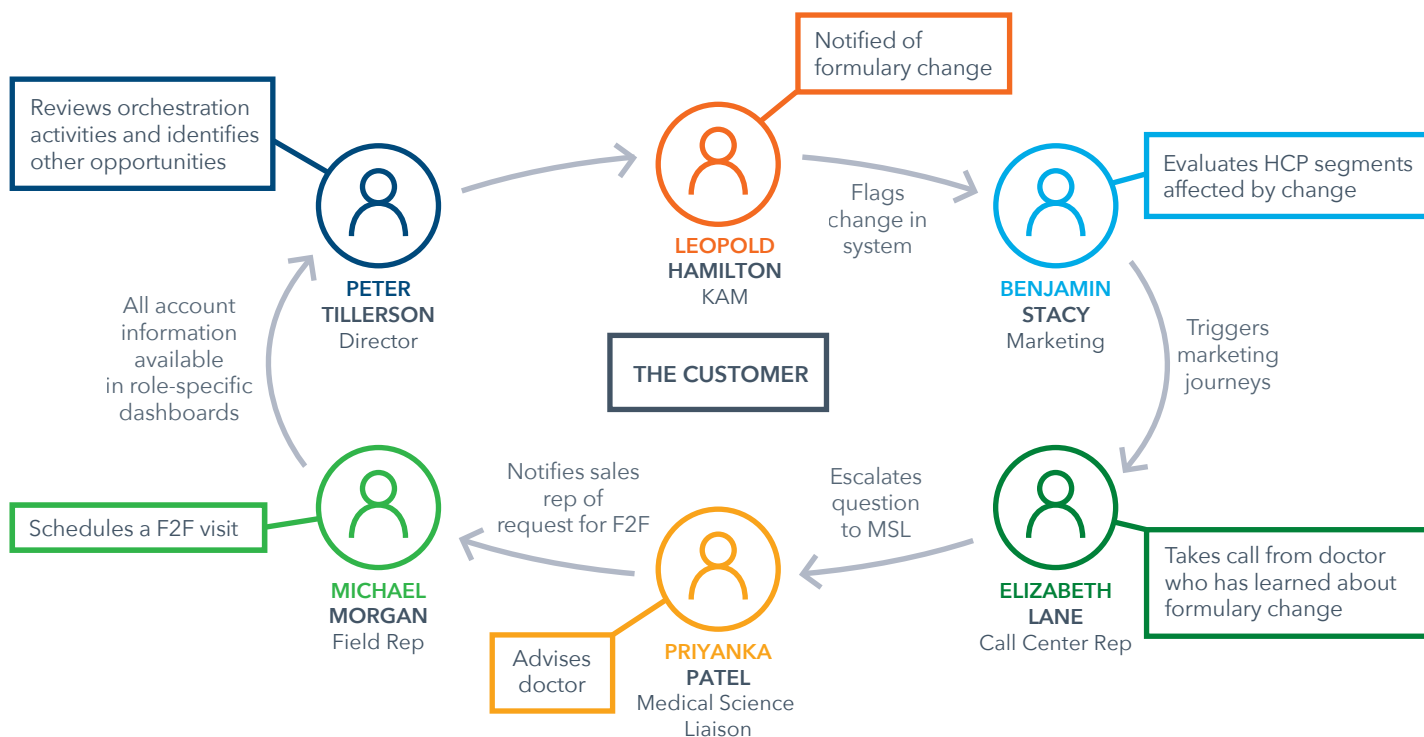 Notified of
formulary change
Reviews orchestration
activities and identifies
other opportunities
Evaluates HCP segments
affected by change
Flags
change in
system
LEOPOLD
HAMILTON
KAM
PETER
TILLERSON
Director
BENJAMIN
STACY
Marketing
All account
information
available
in role-specific
dashboards
THE CUSTOMER
Triggers
marketing
journeys
Notifies sales
rep of
request for F2F
Escalates
question
to MSL
Schedules a F2F visit
Takes call from doctor
who has learned about
formulary change
MICHAEL
MORGAN
Field Rep
ELIZABETH
LANE
Call Center Rep
Advises
doctor
PRIYANKA
PATEL
Medical Science
Liaison